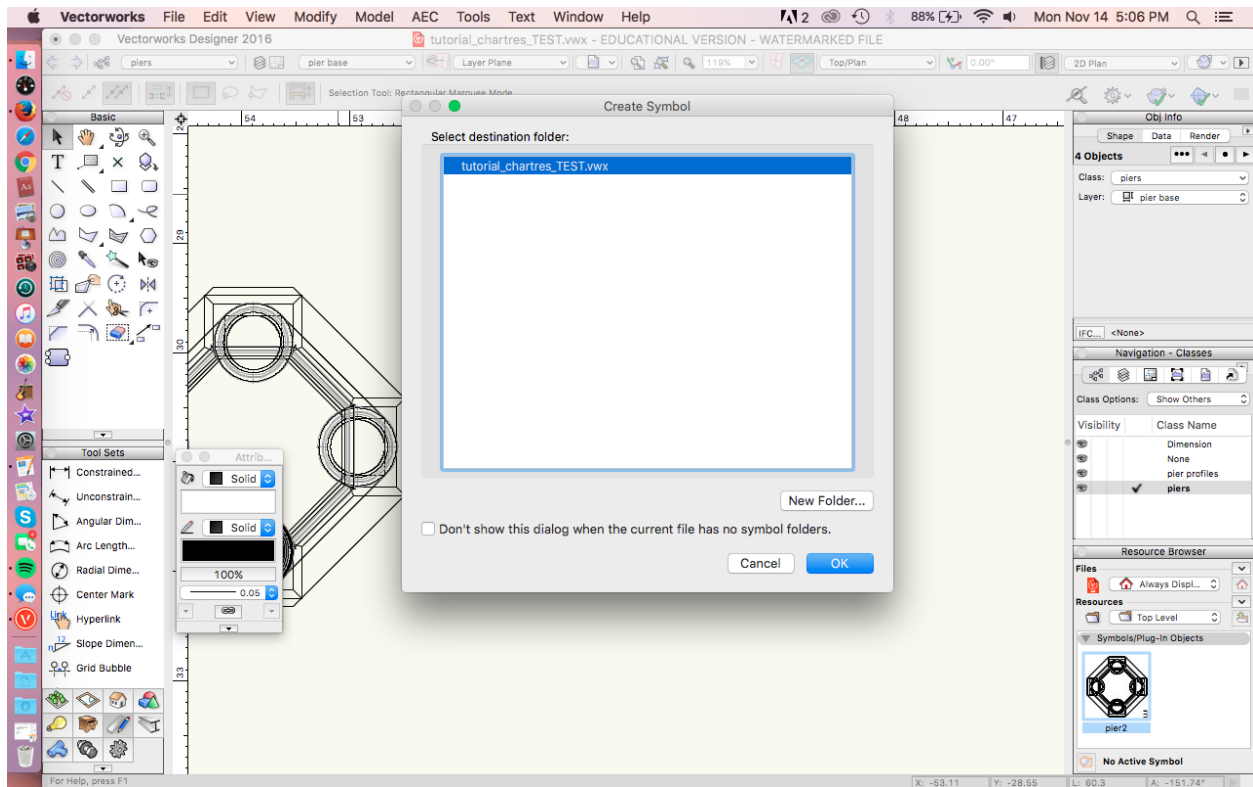 Vectorworks File Edit View Modify Model AEC Tools Text Window Help 2 88% Mon Nov 14 5:06 PM
Vectorworks Designer 2016 tutorial_chartres_TEST.vwx - EDUCATIONAL VERSION - WATERMARKED FILE
piers pier base Layer Plane 119% Top/Plan 0.00° 2D Plan
Selection Tool: Rectangular Marquee Mode
Basic
54 53 48 47
29
30
33
Create Symbol
Select destination folder:
tutorial_chartres_TEST.vwx
New Folder...
Don't show this dialog when the current file has no symbol folders.
Cancel OK
Tool Sets
Constrained...
Unconstrain...
Angular Dim...
Arc Length...
Radial Dime...
Center Mark
Link
Hyperlink
12
n
Slope Dimen...
Grid Bubble
Attrib...
Solid
Solid
100%
0.05
Obj Info
Shape Data Render
4 Objects
Class: piers
Layer: pier base
IFC... <None>
Navigation - Classes
Class Options: Show Others
Visibility Class Name
Dimension
None
pier profiles
piers
Resource Browser
Files
Always Displ...
Resources
Top Level
Symbols/Plug-In Objects
pier2
No Active Symbol
For Help, press F1 X: -53.11 Y: -28.55 L: 60.3 A: -151.74°